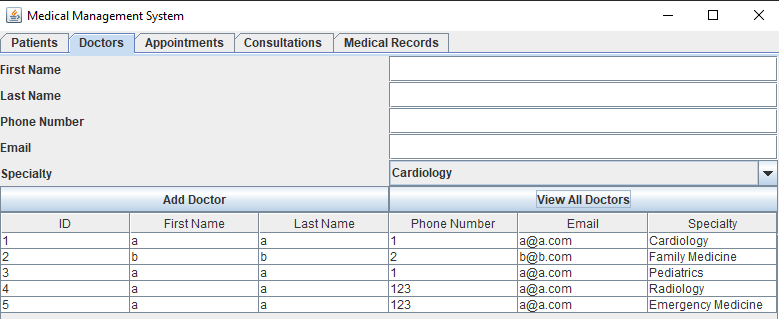 Medical Management System
Patients Doctors Appointments Consultations Medical Records
First Name
Last Name
Phone Number
Email
Specialty Cardiology
Add Doctor View All Doctors
ID First Name Last Name Phone Number Email Specialty
1 a a 1 a@a.com Cardiology
2 b b 2 b@b.com Family Medicine
3 a a 1 a@a.com Pediatrics
4 a a 123 a@a.com Radiology
5 a a 123 a@a.com Emergency Medicine